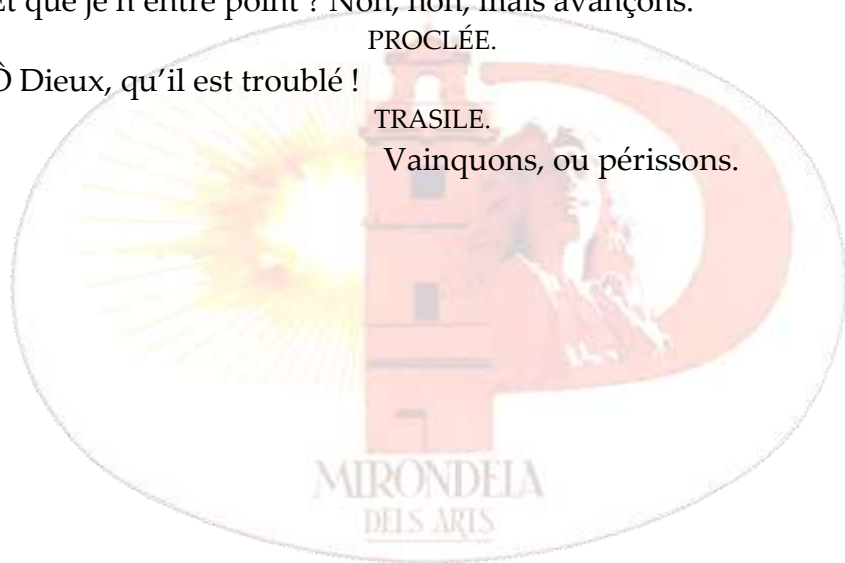 Et que je n'entre point ? Non, non, mais avançons.
PROCLÉE.
Ô Dieux, qu'il est troublé !
TRASILE.
Vainquons, ou périssons.
MIRONDELA
DELS ARTS